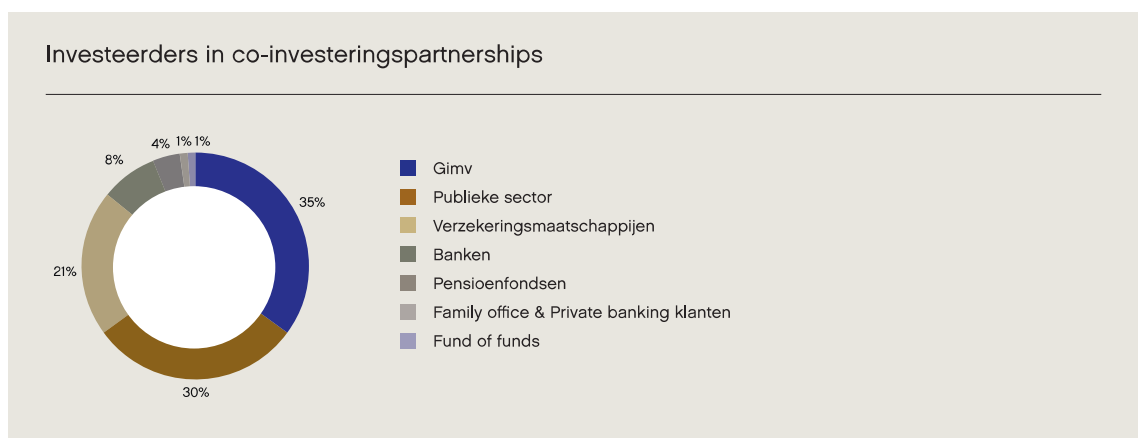 Investeerders in co-investeringspartnerships
4% 1% 1%
8%
35%
21%
30%
Gimv
Publieke sector
Verzekeringsmaatschappijen
Banken
Pensioenfondsen
Family office & Private banking klanten
Fund of funds